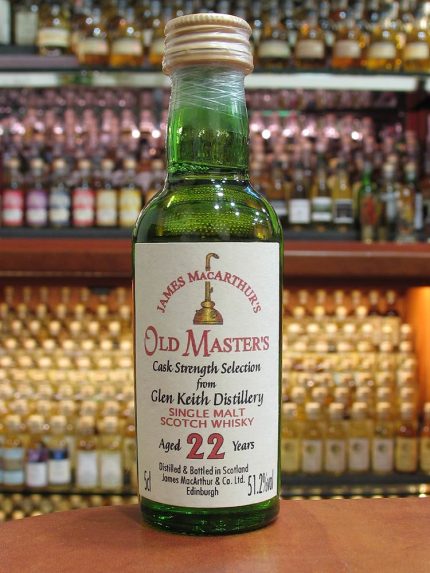 JAMES MACARTHUR'S
OLD MASTER'S
Cask Strength Selection
from
Glen Keith Distillery
SINGLE MALT
SCOTCH WHISKY
Aged 22 Years
Distilled & Bottled in Scotland
James MacArthur & Co. Ltd.
Edinburgh
5cl
51.2%vol